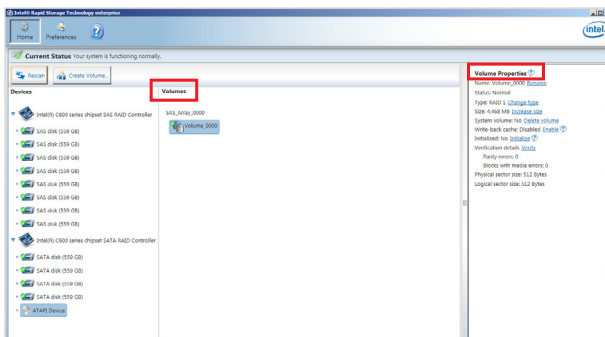 Intel® Rapid Storage Technology enterprise
Home
Preferences
intel
Current Status Your system is functioning normally.
Rescan
Create Volume...
Devices
Intel(R) C600 series chipset SAS RAID Controller
SAS disk (559 GB)
SAS disk (559 GB)
SAS disk (559 GB)
SAS disk (559 GB)
SAS disk (559 GB)
SAS disk (559 GB)
SAS disk (559 GB)
SAS disk (559 GB)
Intel(R) C600 series chipset SATA RAID Controller
SATA disk (559 GB)
SATA disk (559 GB)
SATA disk (559 GB)
SATA disk (559 GB)
ATAPI Device
Volumes
SAS_Array_0000
Volume_0000
Volume Properties
Name: Volume_0000 Rename
Status: Normal
Type: RAID 1 Change type
Size: 4,468 MB Increase size
System volume: No Delete volume
Write-back cache: Disabled Enable
Initialized: No Initialize
Verification details Verify
Parity errors: 0
Blocks with media errors: 0
Physical sector size: 512 Bytes
Logical sector size: 512 Bytes